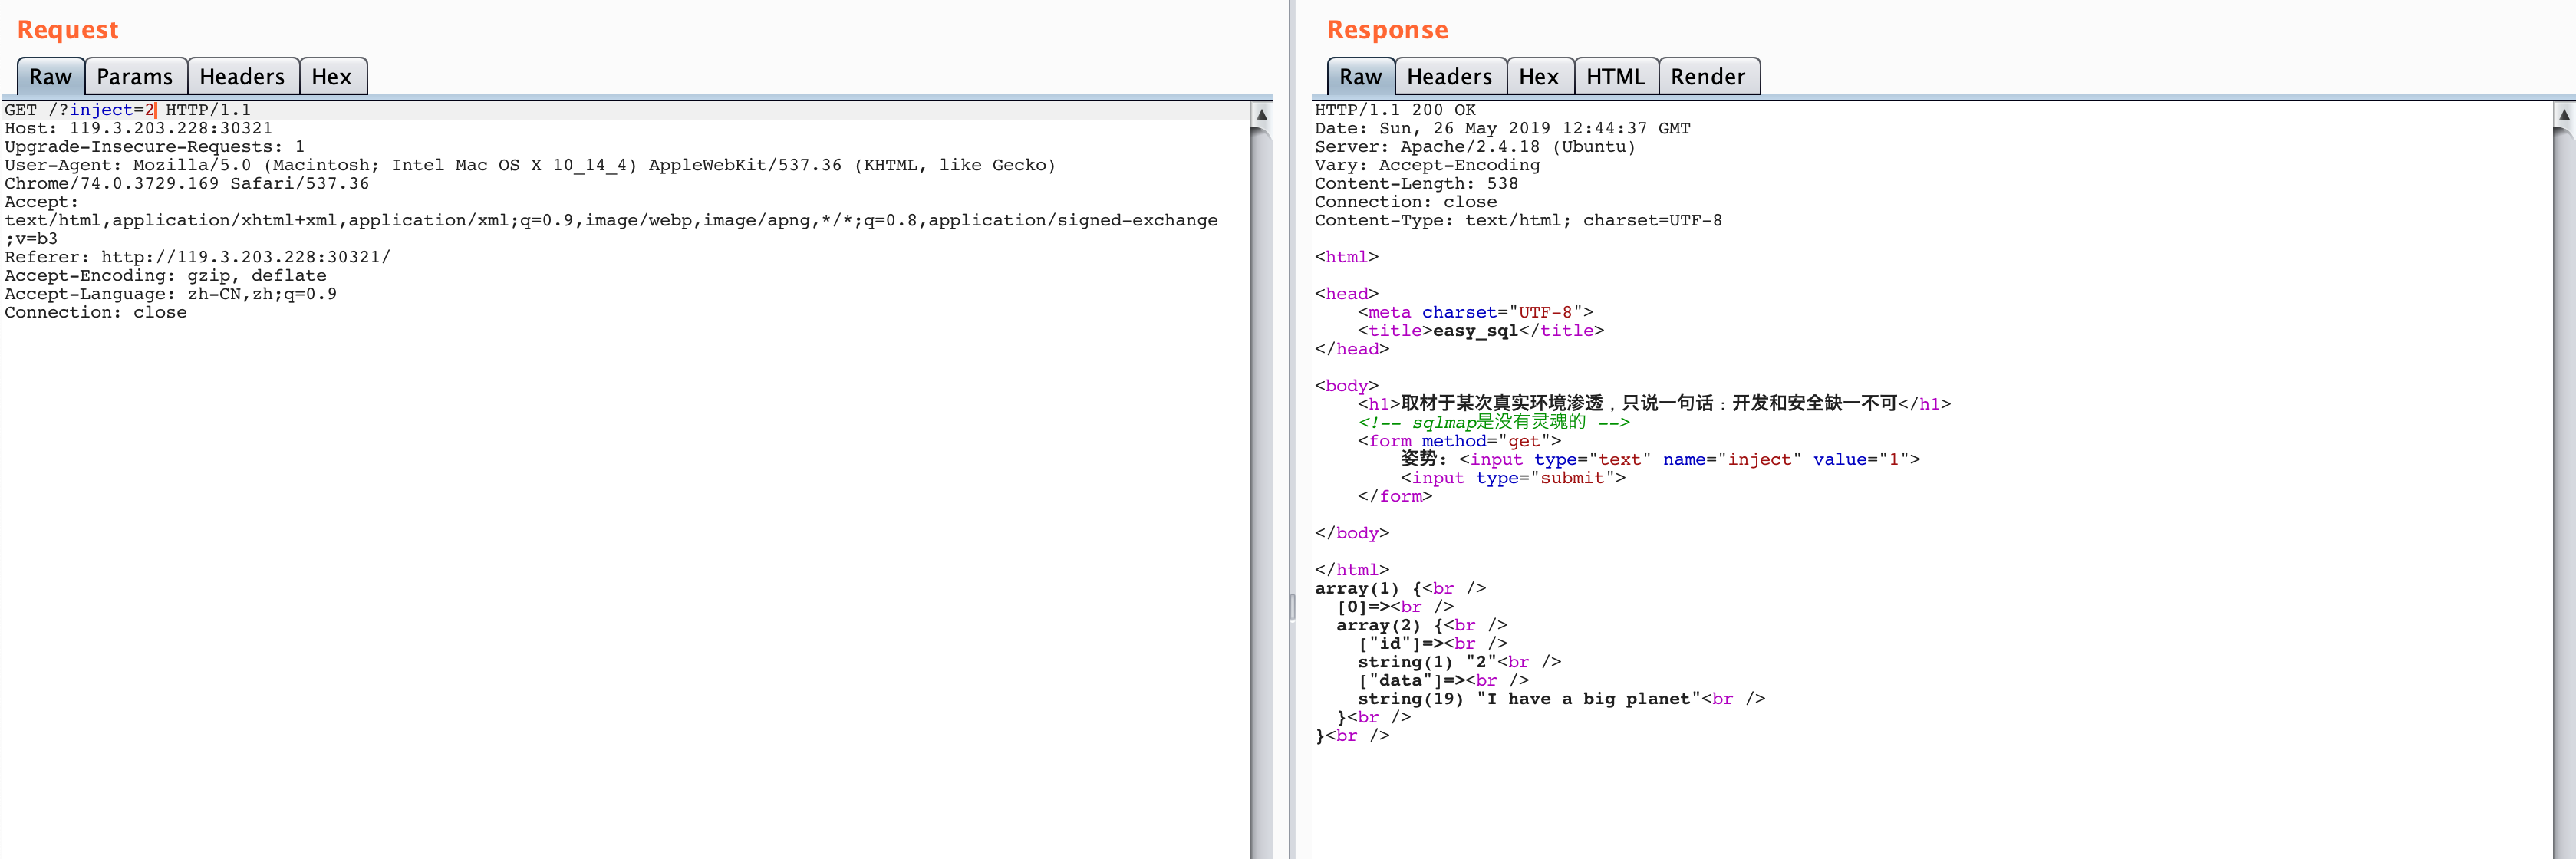 Request
Raw Params Headers Hex
GET /?inject=2 HTTP/1.1
Host: 119.3.203.228:30321
Upgrade-Insecure-Requests: 1
User-Agent: Mozilla/5.0 (Macintosh; Intel Mac OS X 10_14_4) AppleWebKit/537.36 (KHTML, like Gecko)
Chrome/74.0.3729.169 Safari/537.36
Accept:
text/html,application/xhtml+xml,application/xml;q=0.9,image/webp,image/apng,*/*;q=0.8,application/signed-exchange
;v=b3
Referer: http://119.3.203.228:30321/
Accept-Encoding: gzip, deflate
Accept-Language: zh-CN,zh;q=0.9
Connection: close
Response
Raw Headers Hex HTML Render
HTTP/1.1 200 OK
Date: Sun, 26 May 2019 12:44:37 GMT
Server: Apache/2.4.18 (Ubuntu)
Vary: Accept-Encoding
Content-Length: 538
Connection: close
Content-Type: text/html; charset=UTF-8
<html>
<head>
<meta charset="UTF-8">
<title>easy_sql</title>
</head>
<body>
<h1>取材于某次真实环境渗透，只说一句话：开发和安全缺一不可</h1>
<!-- sqlmap是没有灵魂的 -->
<form method="get">
姿势: <input type="text" name="inject" value="1">
<input type="submit">
</form>
</body>
</html>
array(1) {<br />
[0]=><br />
array(2) {<br />
["id"]=><br />
string(1) "2"<br />
["data"]=><br />
string(19) "I have a big planet"<br />
}<br />
}<br />